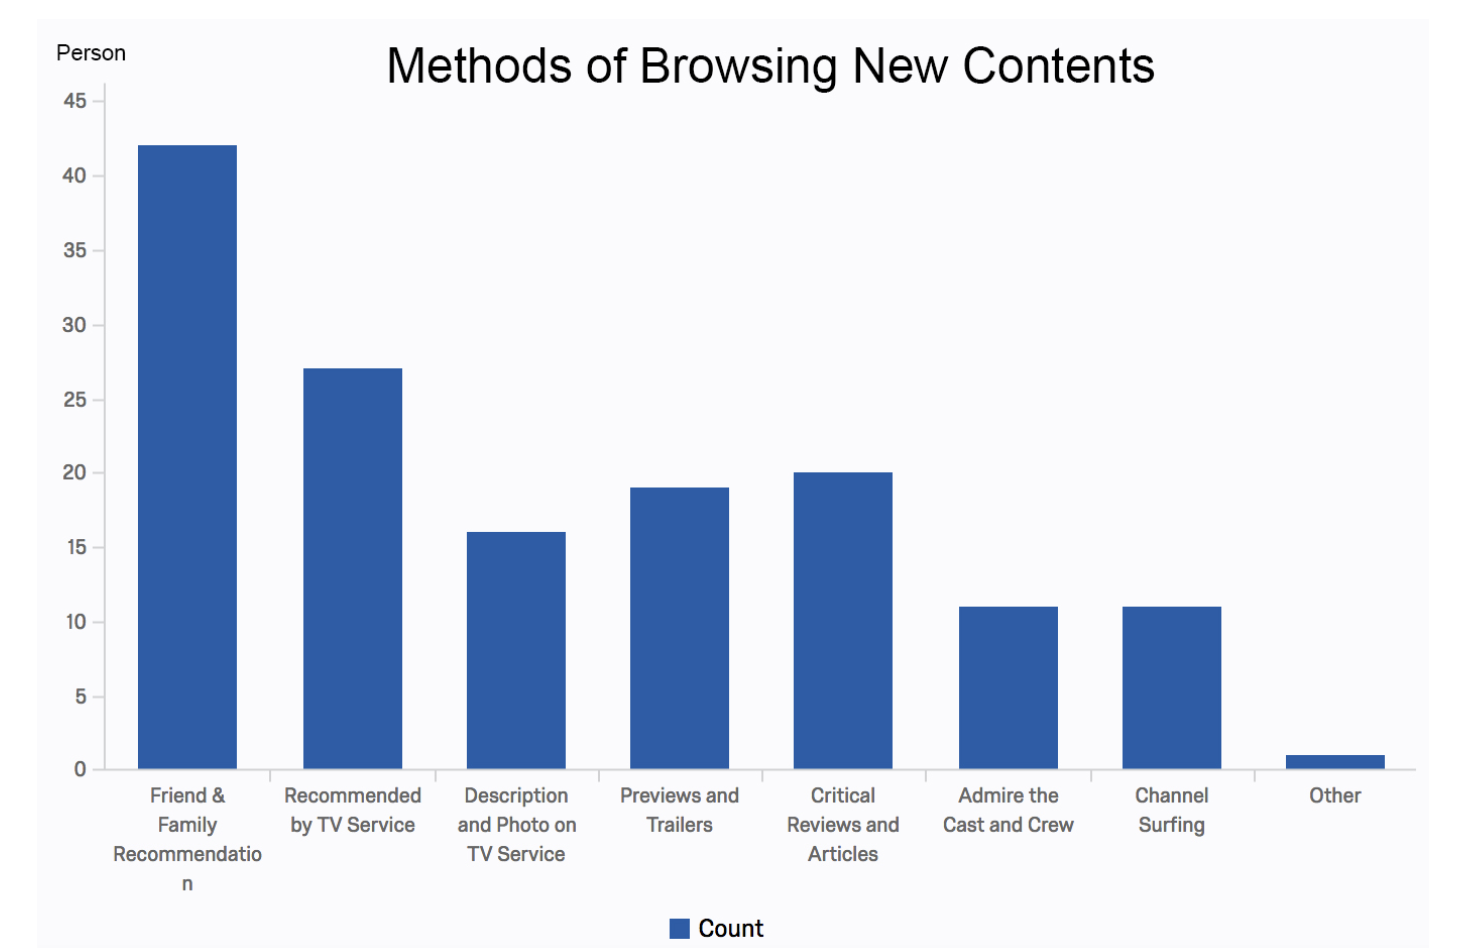 Person
Methods of Browsing New Contents
45
40
35
30
25
20
15
10
5
0
Friend &
Family
Recommendatio
n
Recommended
by TV Service
Description
and Photo on
TV Service
Previews and
Trailers
Critical
Reviews and
Articles
Admire the
Cast and Crew
Channel
Surfing
Other
Count